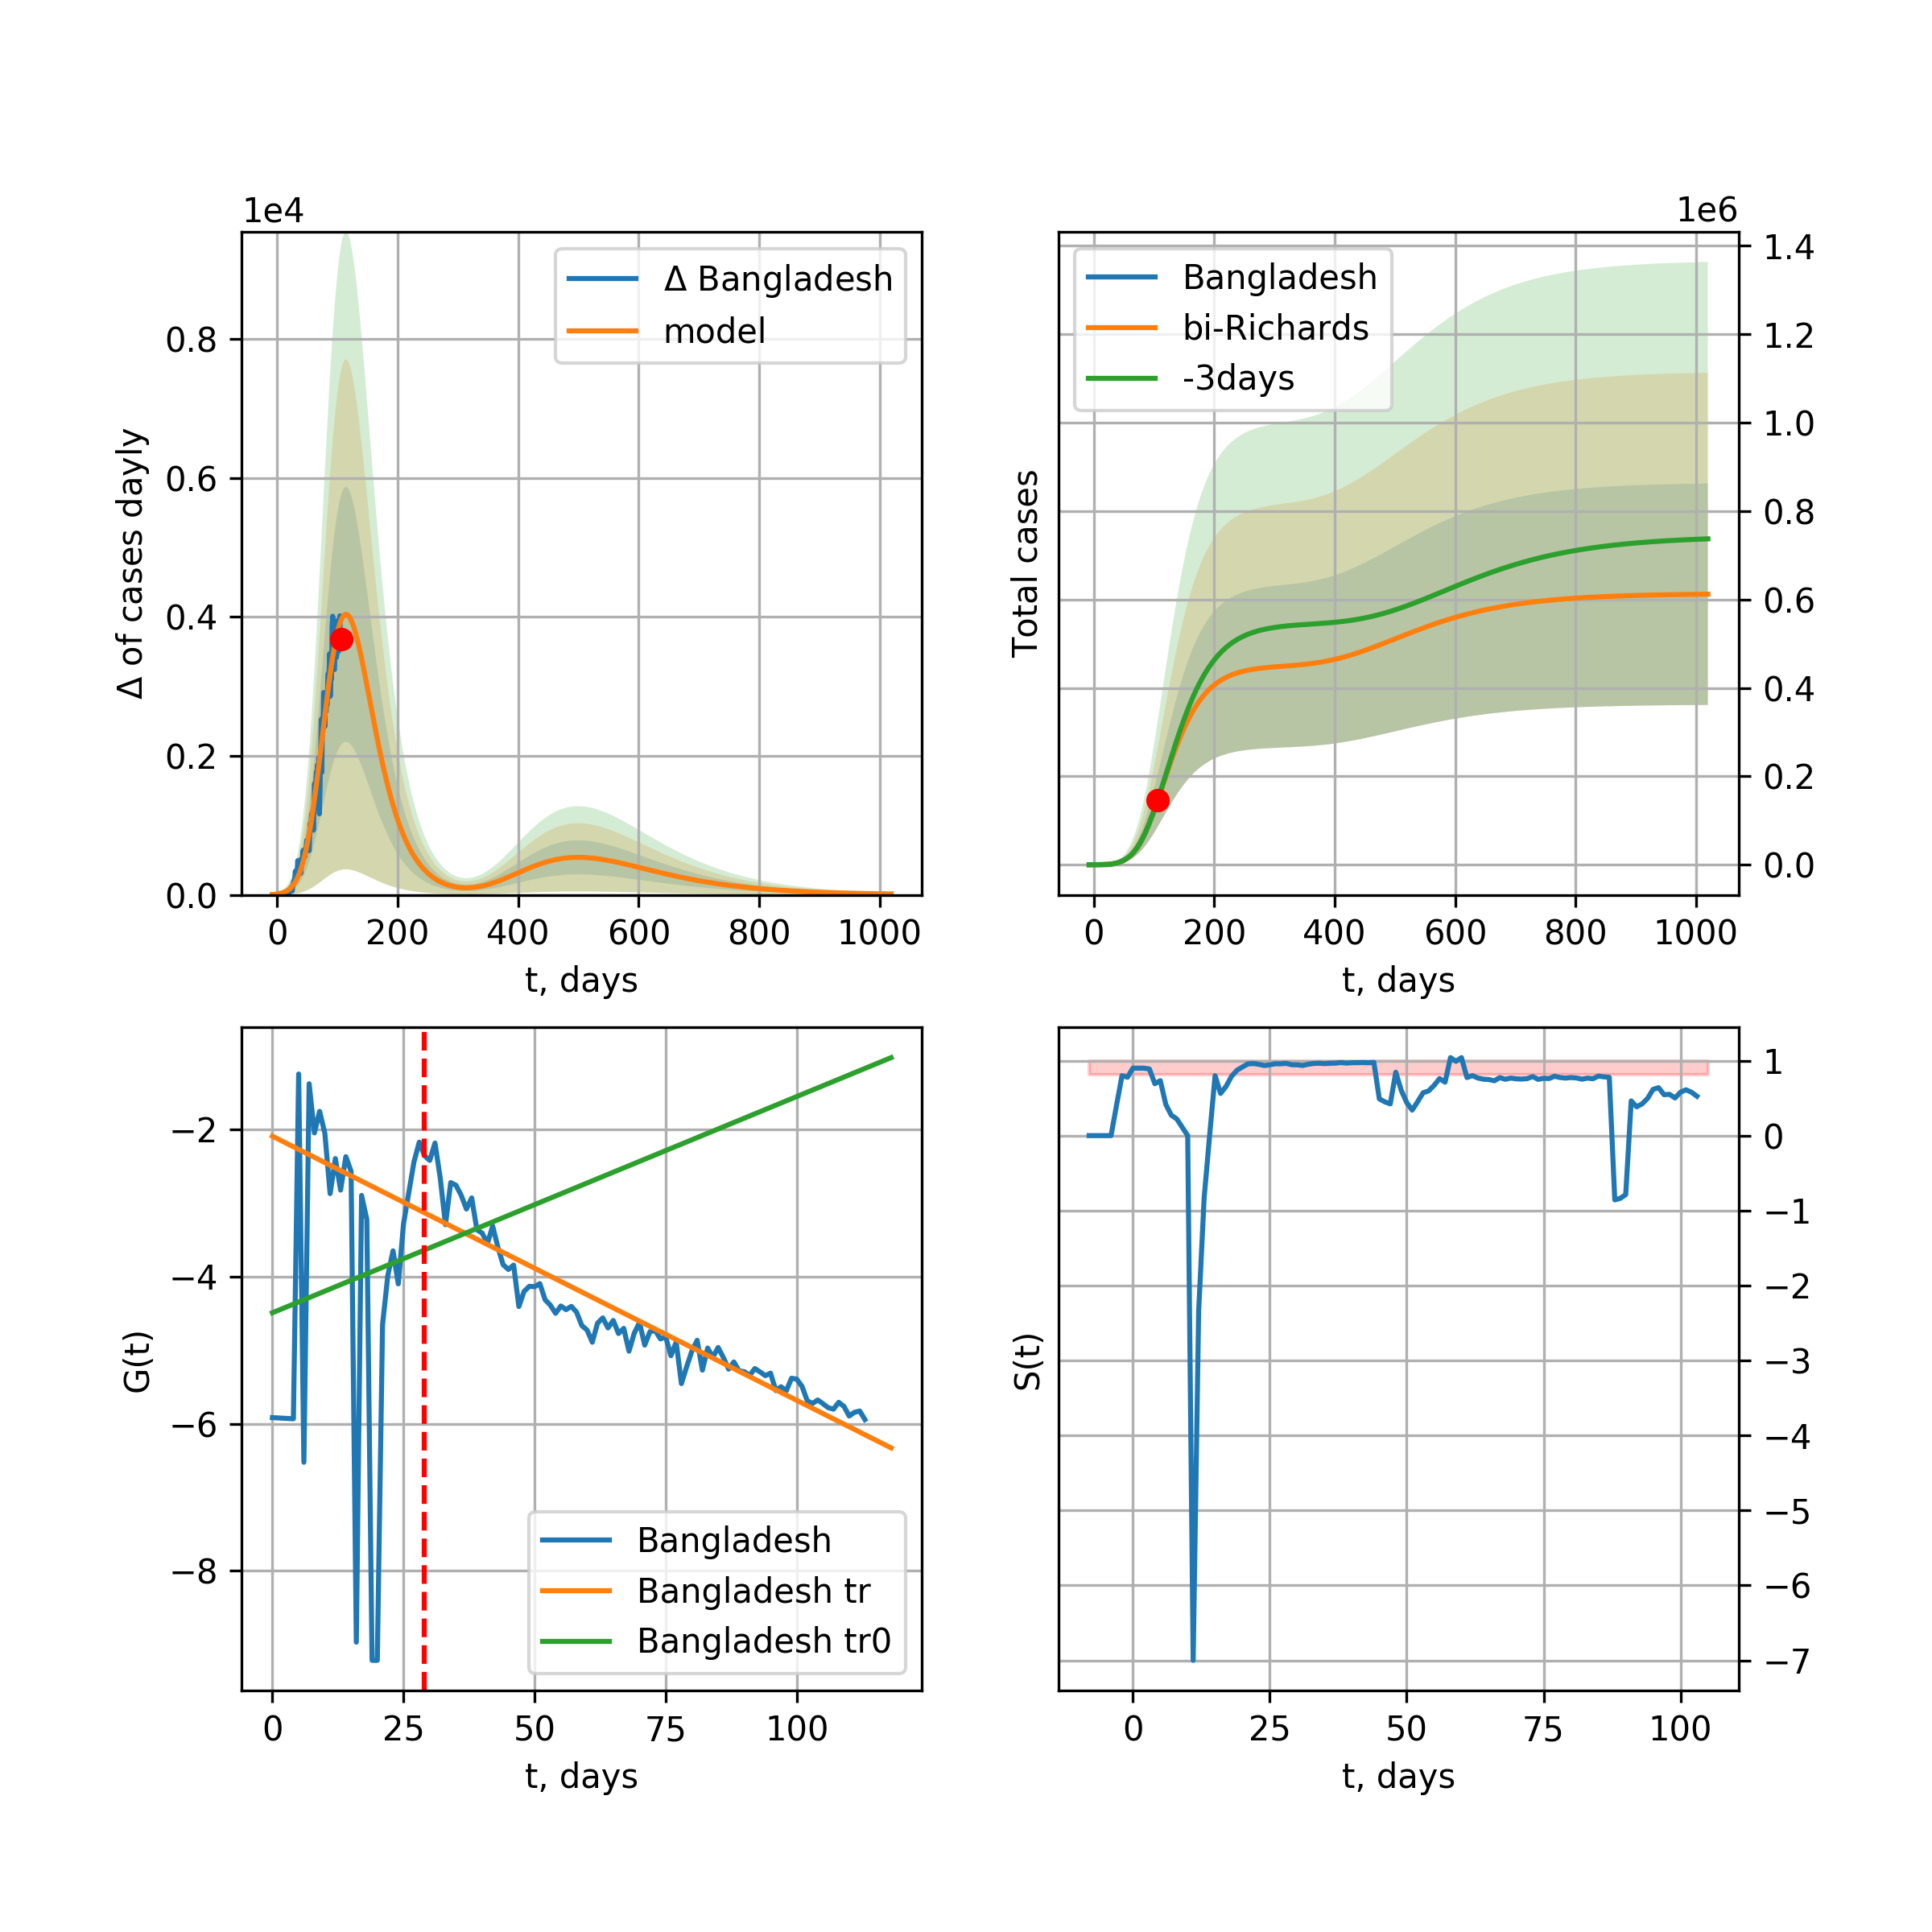 1e4
Δ of cases dayly
0.8
0.6
0.4
0.2
0.0
0 200 400 600 800 1000
t, days
Δ Bangladesh
model
1e6
Total cases
1.4
1.2
1.0
0.8
0.6
0.4
0.2
0.0
0 200 400 600 800 1000
t, days
Bangladesh
bi-Richards
-3days
G(t)
−2
−4
−6
−8
0 25 50 75 100
t, days
Bangladesh
Bangladesh tr
Bangladesh tr0
S(t)
1
0
−1
−2
−3
−4
−5
−6
−7
0 25 50 75 100
t, days